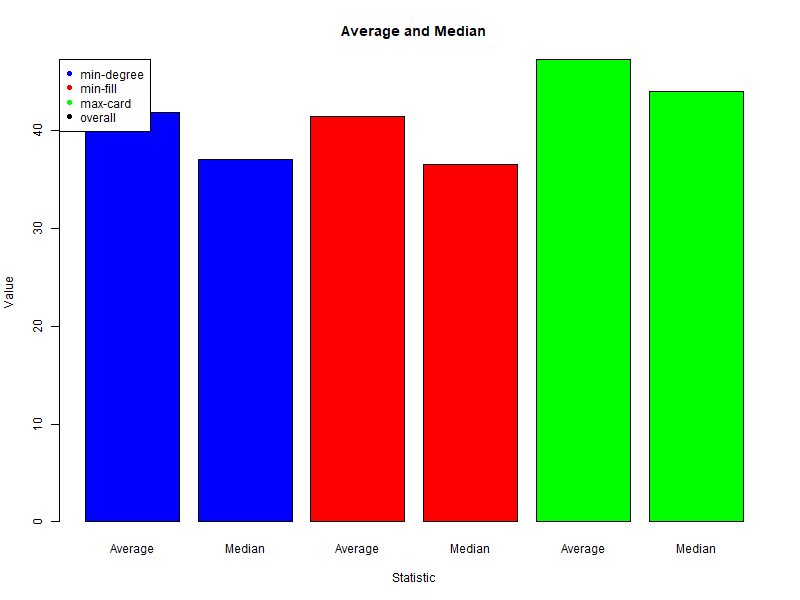 Average and Median
min-degree
min-fill
max-card
overall
Value
40
30
20
10
0
Average Median Average Median Average Median
Statistic